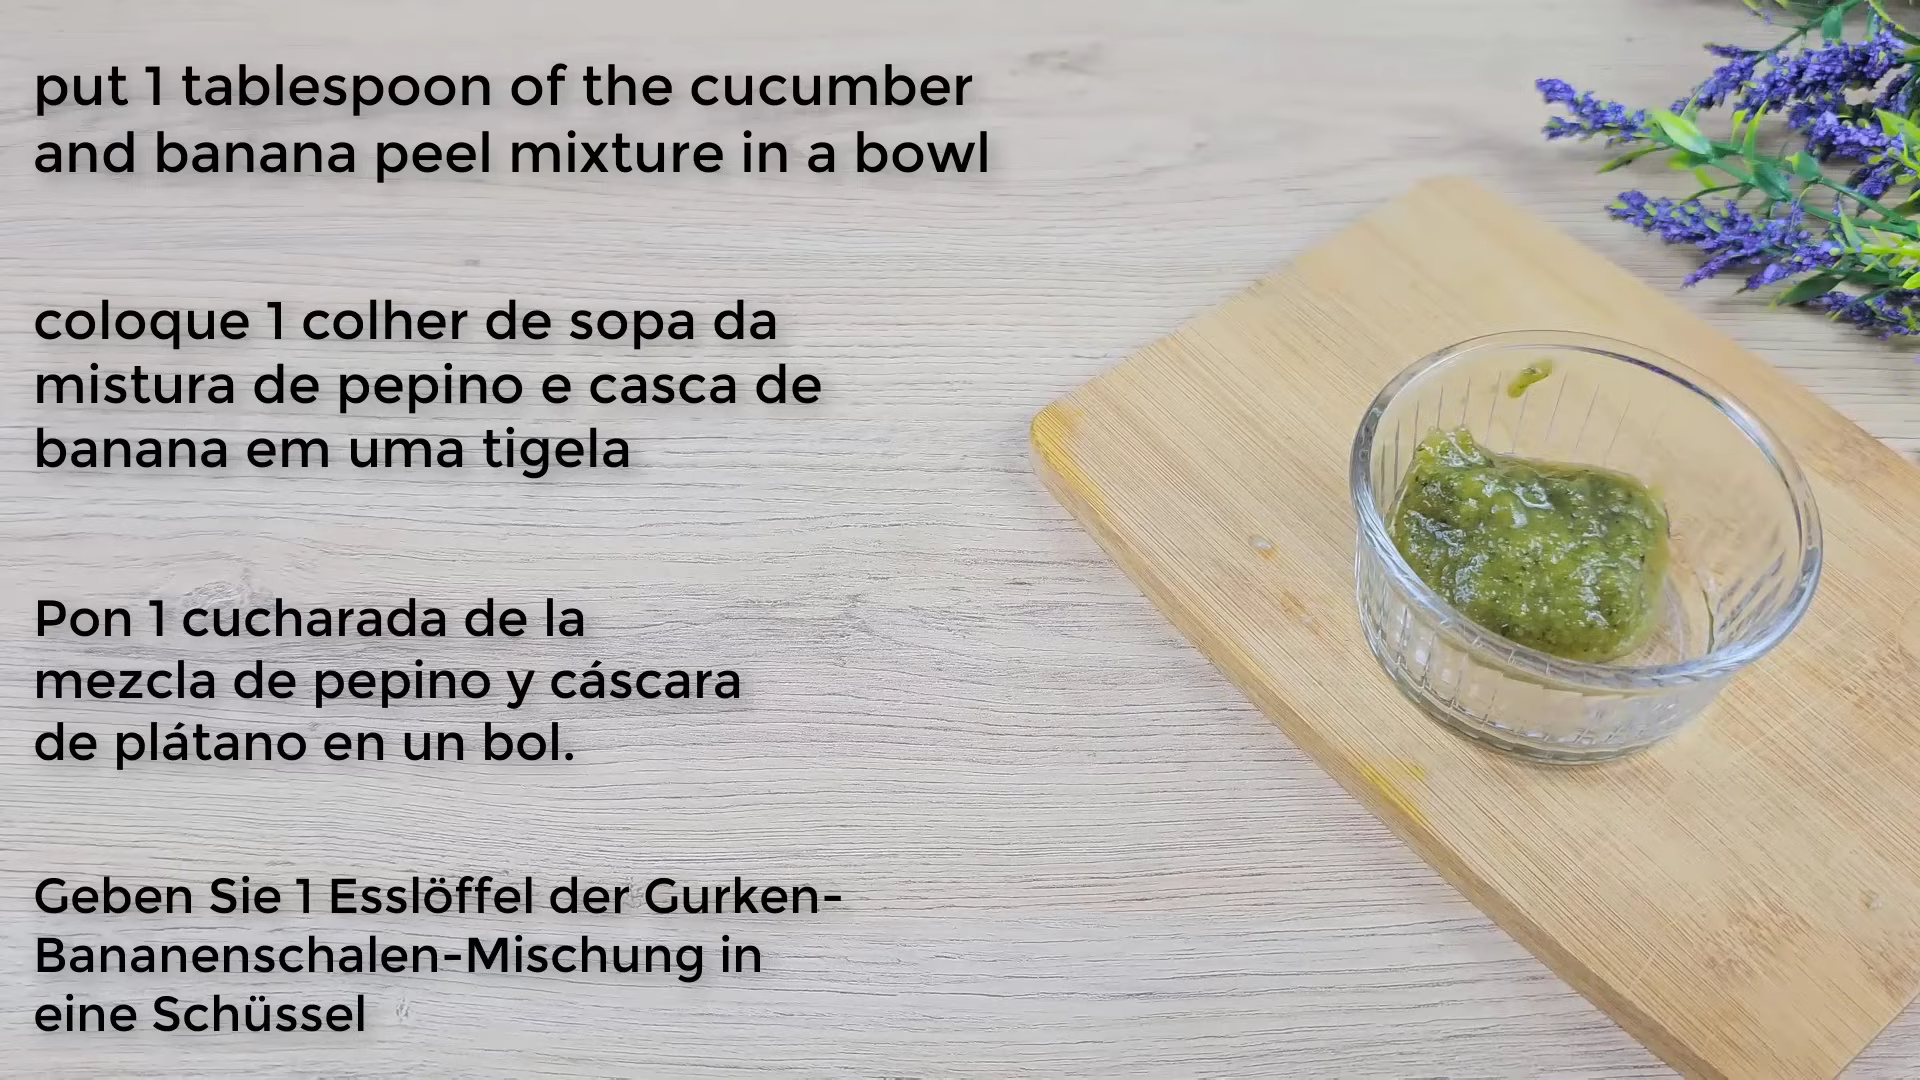 put 1 tablespoon of the cucumber
and banana peel mixture in a bowl
coloque 1 colher de sopa da
mistura de pepino e casca de
banana em uma tigela
Pon 1 cucharada de la
mezcla de pepino y cáscara
de plátano en un bol.
Geben Sie 1 Esslöffel der Gurken-
Bananenschalen-Mischung in
eine Schüssel